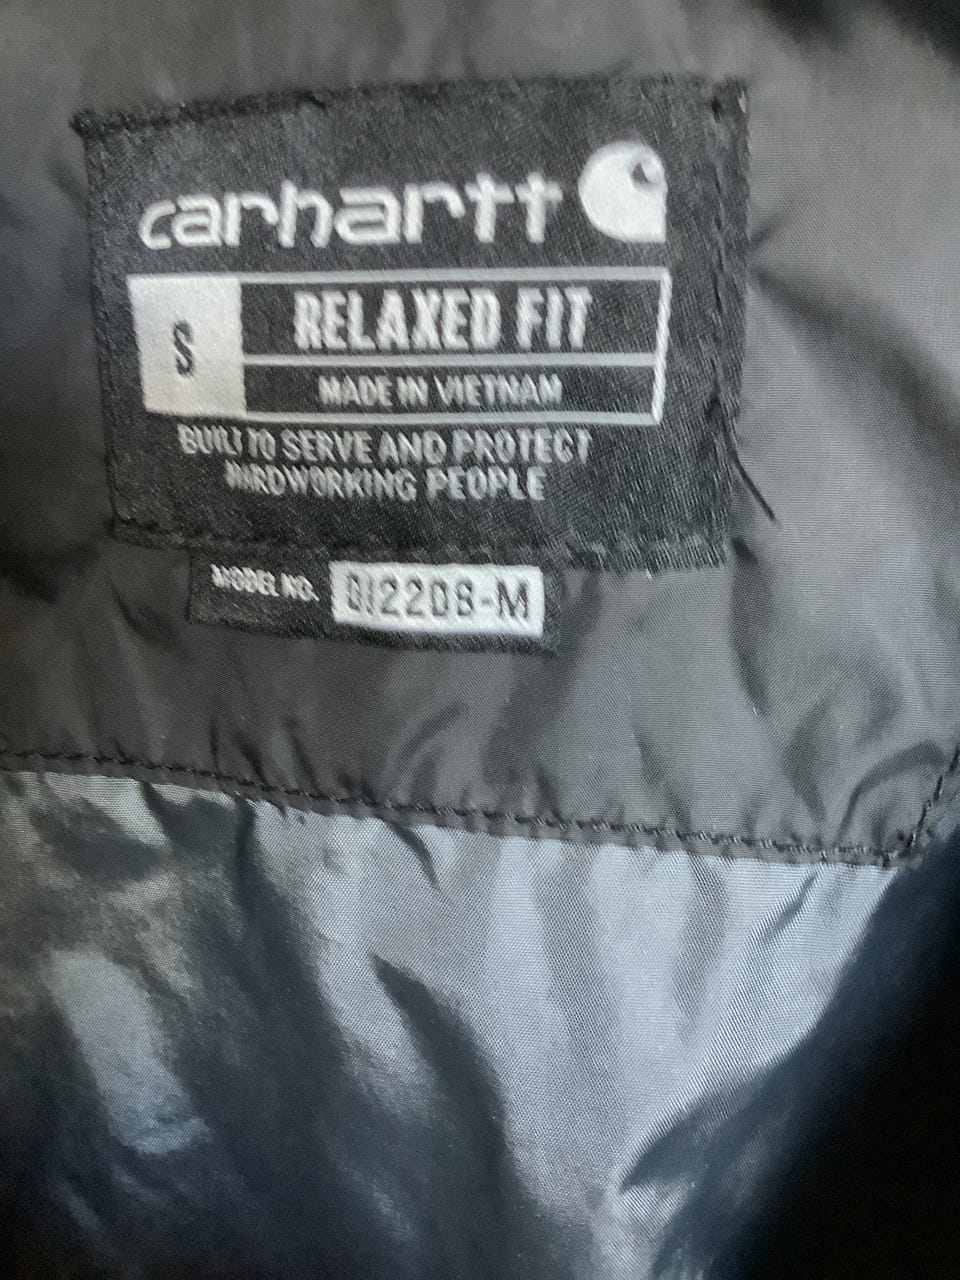 carhartt
S
RELAXED FIT
MADE IN VIETNAM
BUILT TO SERVE AND PROTECT
HARDWORKING PEOPLE
MODEL NO. OI2208-M